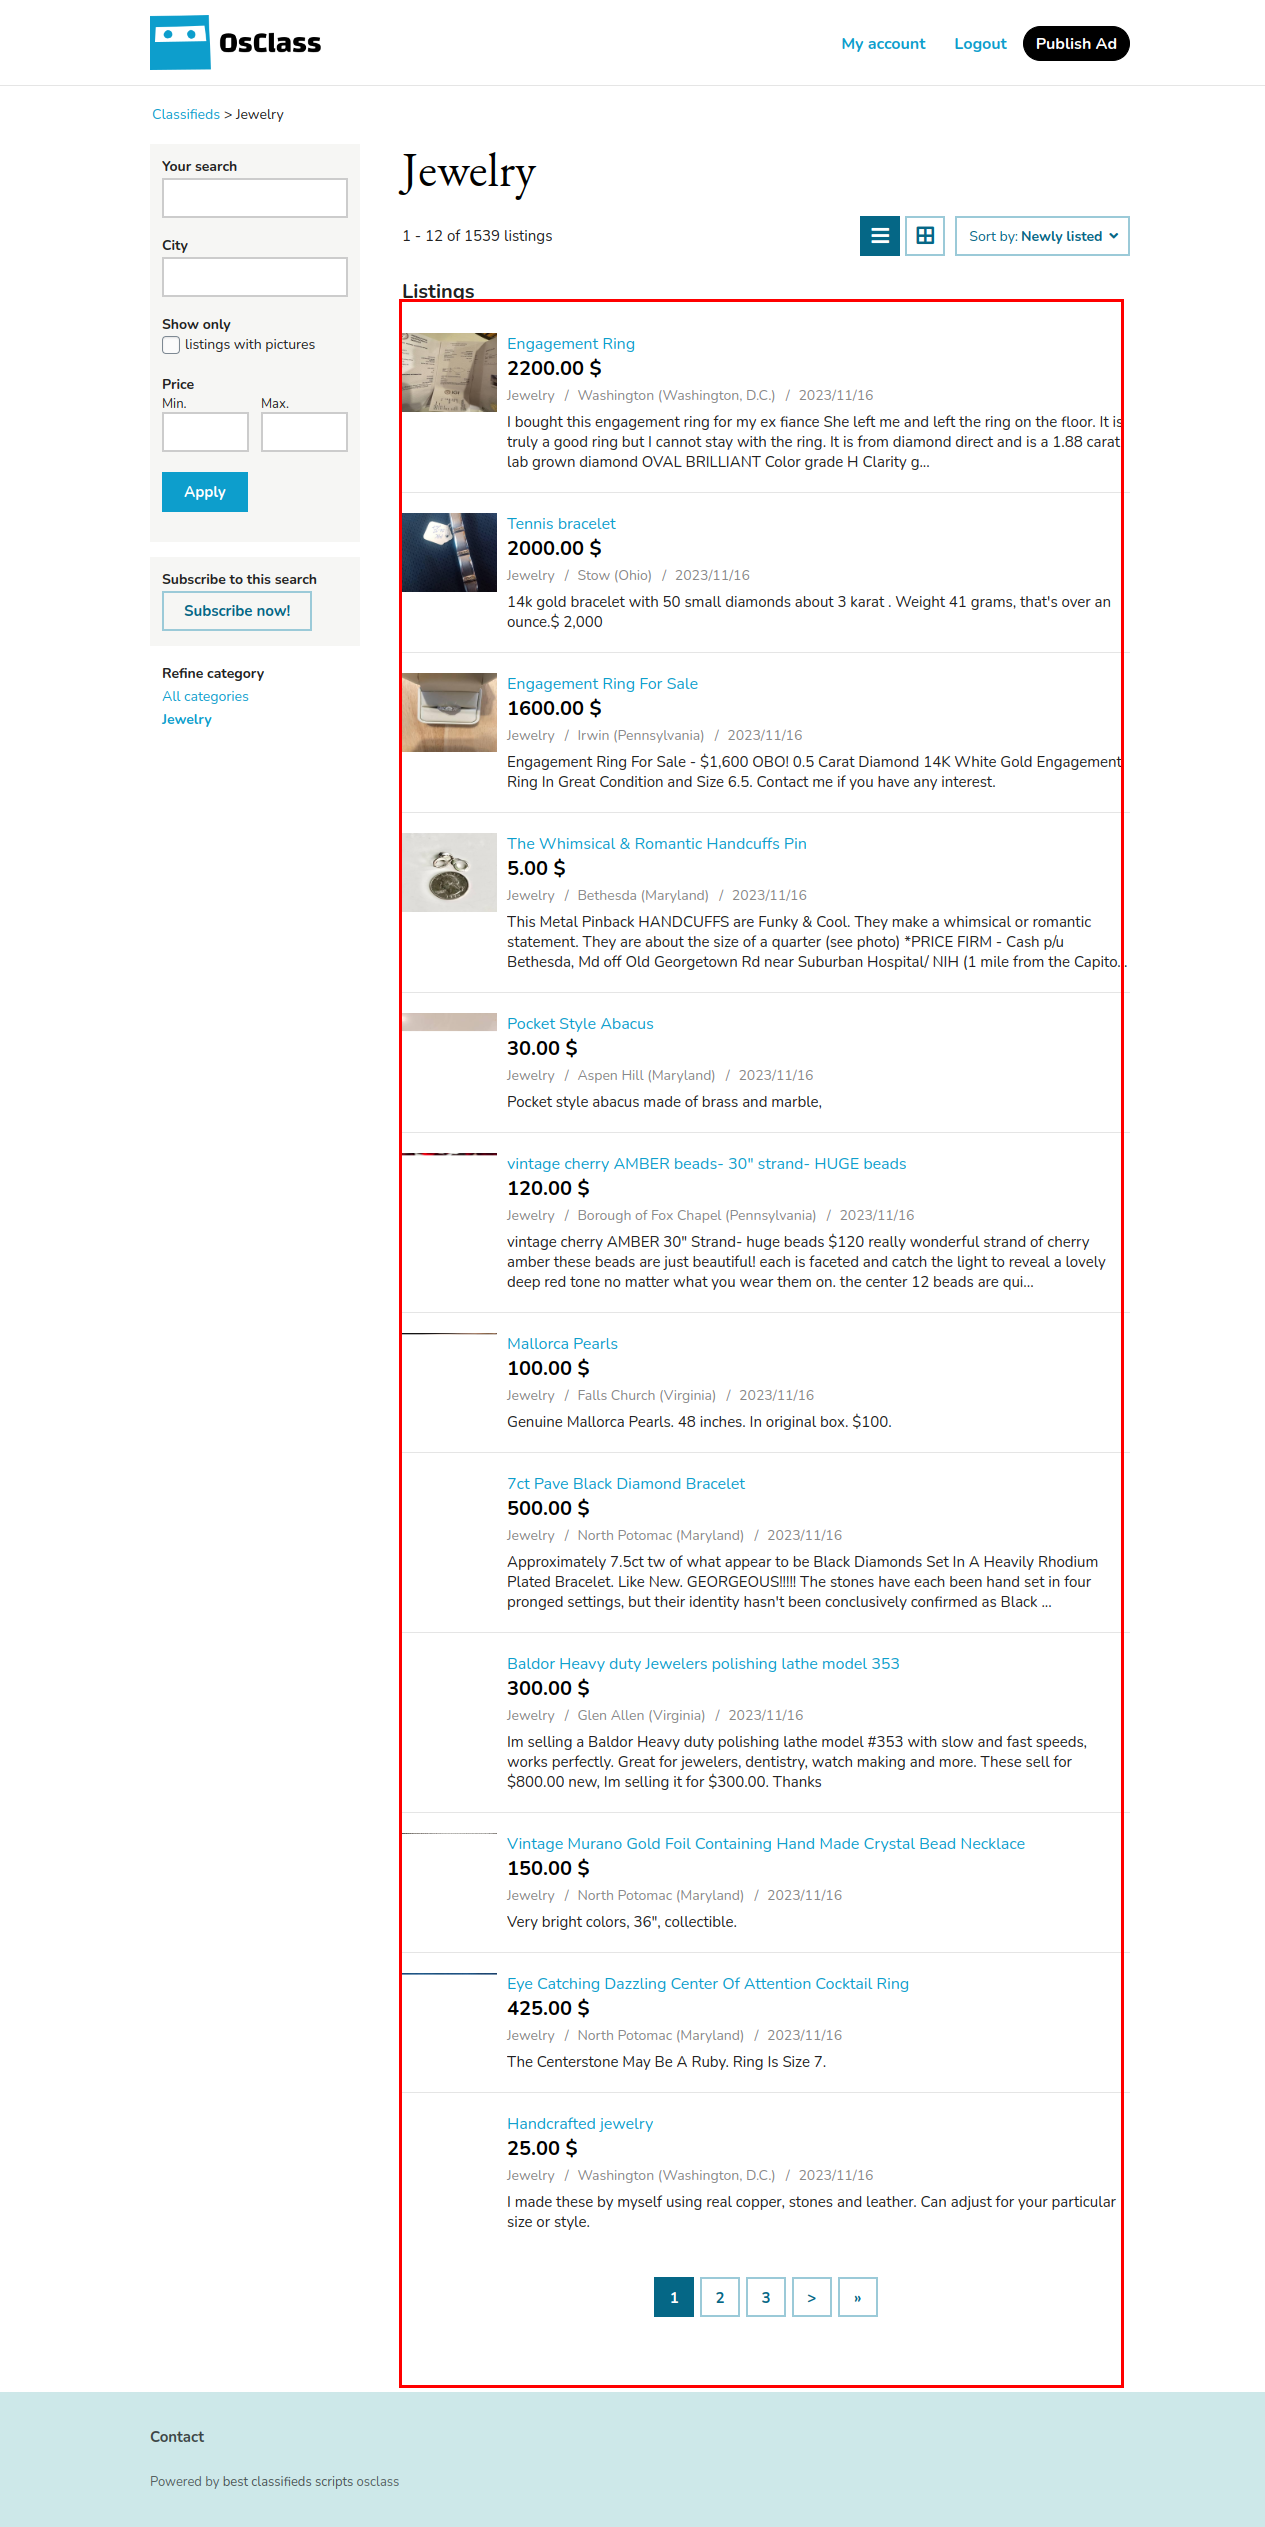 OsClass
My account
Logout
Publish Ad
Classifieds > Jewelry
Your search
City
Show only
listings with pictures
Price
Min.
Max.
Apply
Subscribe to this search
Subscribe now!
Refine category
All categories
Jewelry
Jewelry
1 - 12 of 1539 listings
Sort by: Newly listed
Listings
Engagement Ring
2200.00 $
Jewelry / Washington (Washington, D.C.) / 2023/11/16
I bought this engagement ring for my ex fiance She left me and left the ring on the floor. It is
truly a good ring but I cannot stay with the ring. It is from diamond direct and is a 1.88 carat
lab grown diamond OVAL BRILLIANT Color grade H Clarity g...
Tennis bracelet
2000.00 $
Jewelry / Stow (Ohio) / 2023/11/16
14k gold bracelet with 50 small diamonds about 3 karat . Weight 41 grams, that's over an
ounce.$ 2,000
Engagement Ring For Sale
1600.00 $
Jewelry / Irwin (Pennsylvania) / 2023/11/16
Engagement Ring For Sale - $1,600 OBO! 0.5 Carat Diamond 14K White Gold Engagement
Ring In Great Condition and Size 6.5. Contact me if you have any interest.
The Whimsical & Romantic Handcuffs Pin
5.00 $
Jewelry / Bethesda (Maryland) / 2023/11/16
This Metal Pinback HANDCUFFS are Funky & Cool. They make a whimsical or romantic
statement. They are about the size of a quarter (see photo) *PRICE FIRM - Cash p/u
Bethesda, Md off Old Georgetown Rd near Suburban Hospital/ NIH (1 mile from the Capito...
Pocket Style Abacus
30.00 $
Jewelry / Aspen Hill (Maryland) / 2023/11/16
Pocket style abacus made of brass and marble,
vintage cherry AMBER beads- 30" strand- HUGE beads
120.00 $
Jewelry / Borough of Fox Chapel (Pennsylvania) / 2023/11/16
vintage cherry AMBER 30" Strand- huge beads $120 really wonderful strand of cherry
amber these beads are just beautiful! each is faceted and catch the light to reveal a lovely
deep red tone no matter what you wear them on. the center 12 beads are qui...
Mallorca Pearls
100.00 $
Jewelry / Falls Church (Virginia) / 2023/11/16
Genuine Mallorca Pearls. 48 inches. In original box. $100.
7ct Pave Black Diamond Bracelet
500.00 $
Jewelry / North Potomac (Maryland) / 2023/11/16
Approximately 7.5ct tw of what appear to be Black Diamonds Set In A Heavily Rhodium
Plated Bracelet. Like New. GEORGEOUS!!!!! The stones have each been hand set in four
pronged settings, but their identity hasn't been conclusively confirmed as Black ...
Baldor Heavy duty Jewelers polishing lathe model 353
300.00 $
Jewelry / Glen Allen (Virginia) / 2023/11/16
Im selling a Baldor Heavy duty polishing lathe model #353 with slow and fast speeds,
works perfectly. Great for jewelers, dentistry, watch making and more. These sell for
$800.00 new, Im selling it for $300.00. Thanks
Vintage Murano Gold Foil Containing Hand Made Crystal Bead Necklace
150.00 $
Jewelry / North Potomac (Maryland) / 2023/11/16
Very bright colors, 36", collectible.
Eye Catching Dazzling Center Of Attention Cocktail Ring
425.00 $
Jewelry / North Potomac (Maryland) / 2023/11/16
The Centerstone May Be A Ruby. Ring Is Size 7.
Handcrafted jewelry
25.00 $
Jewelry / Washington (Washington, D.C.) / 2023/11/16
I made these by myself using real copper, stones and leather. Can adjust for your particular
size or style.
1 2 3 > »
Contact
Powered by best classifieds scripts osclass